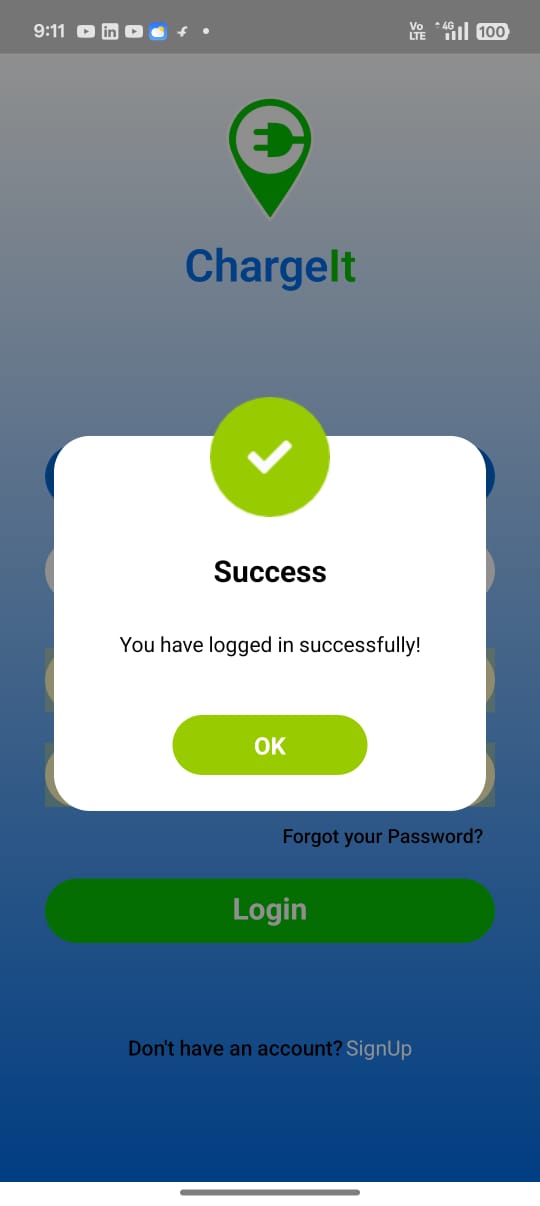 9:11
Vo LTE 4G 100
ChargeIt
Success
You have logged in successfully!
OK
Forgot your Password?
Login
Don't have an account? SignUp